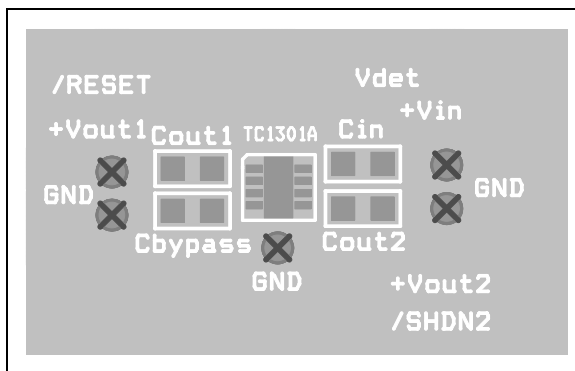 /RESET
Vdet
+Vin
+Vout1
Cout1
TC1301A
Cin
GND
GND
Cbypass
Cout2
GND
+Vout2
/SHDN2